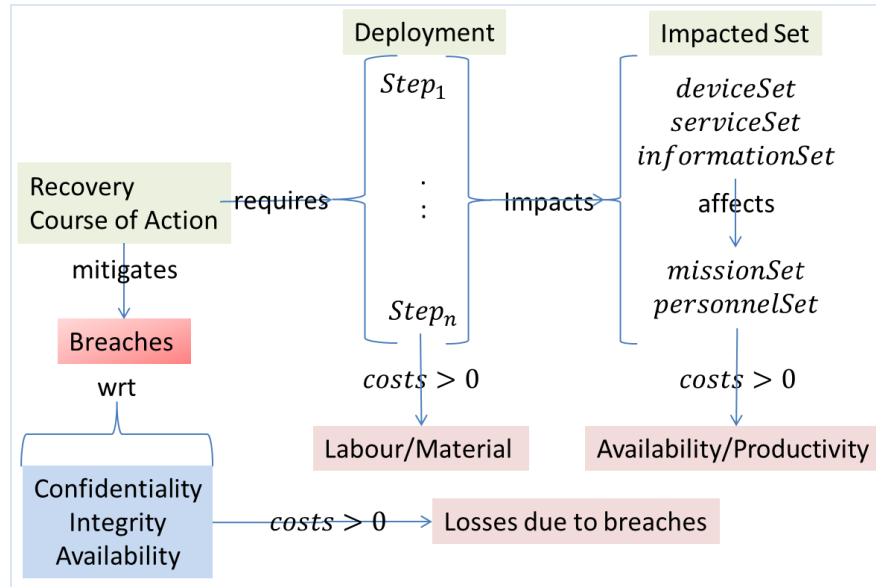 Deployment
Impacted Set
Step₁
deviceSet
serviceSet
informationSet
Recovery
Course of Action
requires
:
:
Impacts
affects
mitigates
missionSet
personnelSet
Stepₙ
Breaches
wrt
costs > 0
costs > 0
Labour/Material
Availability/Productivity
Confidentiality
Integrity
Availability
costs > 0
Losses due to breaches